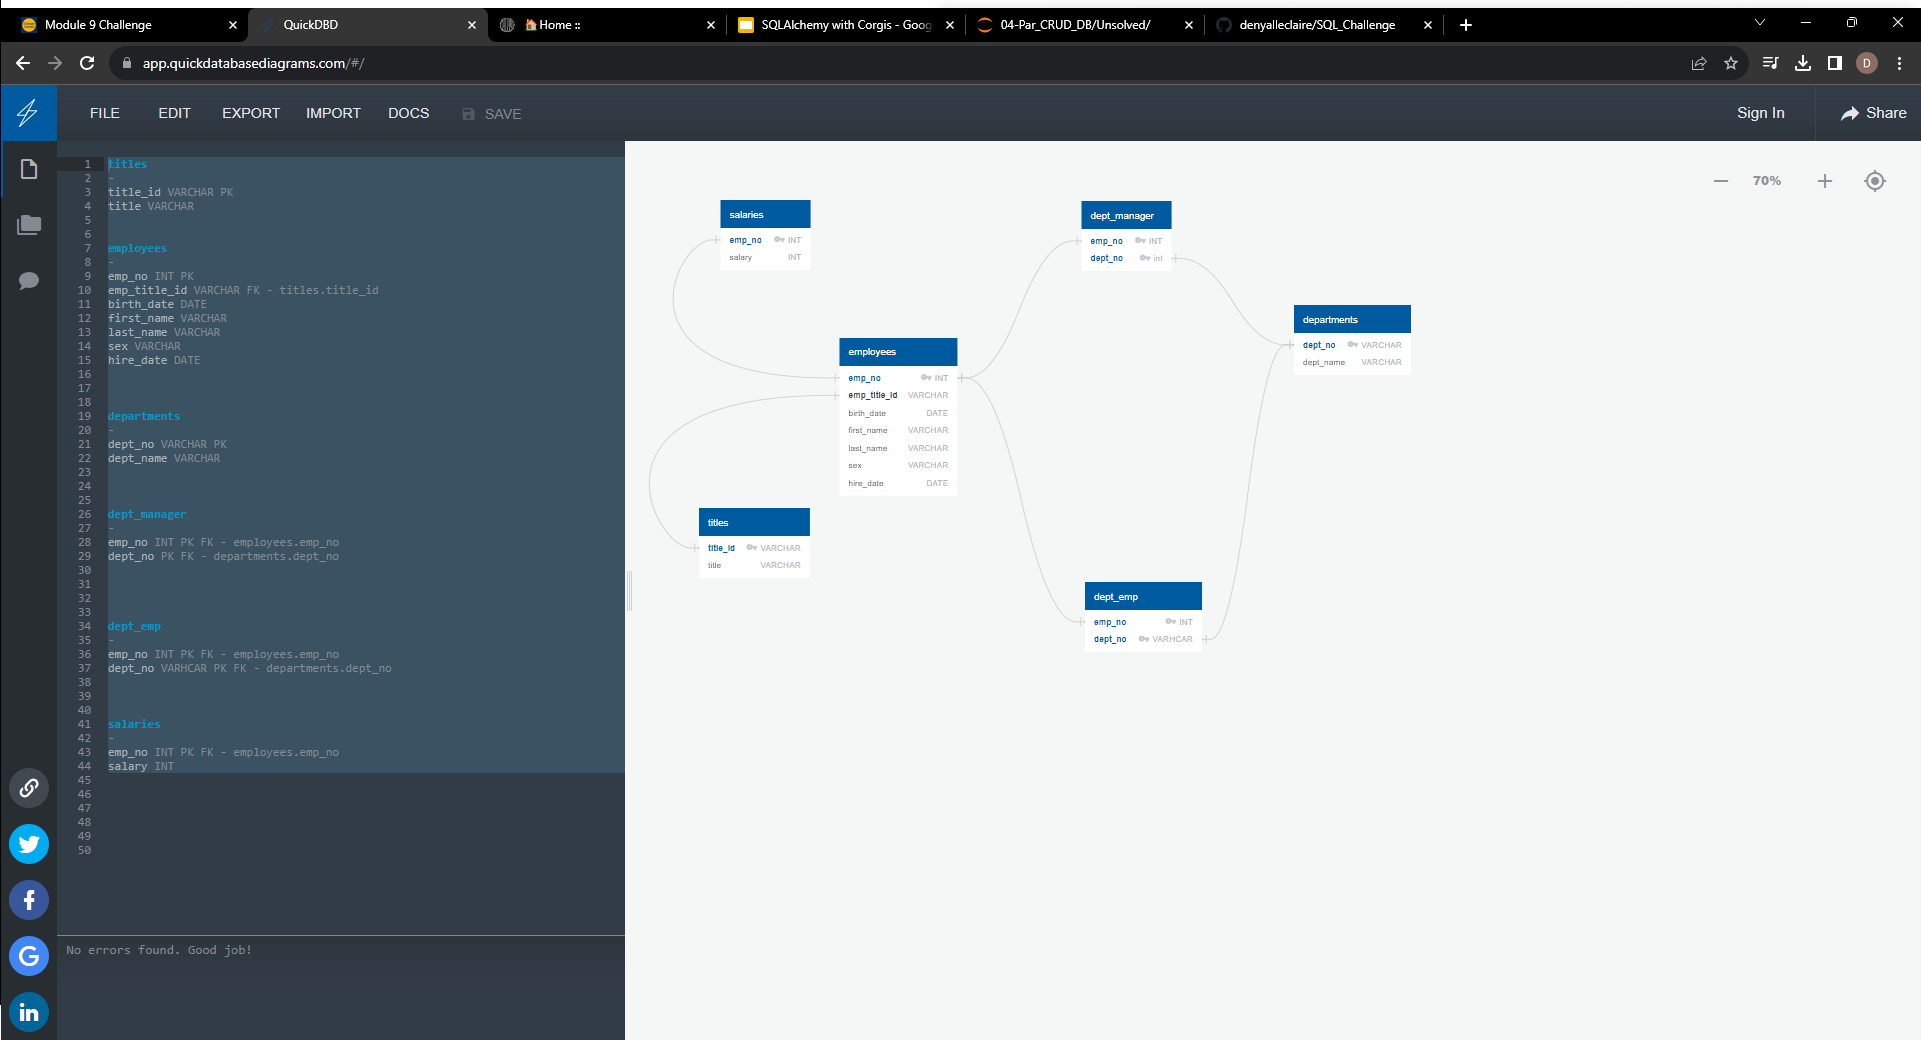 Module 9 Challenge
QuickDBD
Home ::
SQLAlchemy with Corgis - Goog
04-Par_CRUD_DB/Unsolved/
denyalleclaire/SQL_Challenge
app.quickdatabasediagrams.com/#/
D
FILE
EDIT
EXPORT
IMPORT
DOCS
SAVE
Sign In
Share
1 titles
2 -
3 title_id VARCHAR PK
4 title VARCHAR
5
6
7 employees
8 -
9 emp_no INT PK
10 emp_title_id VARCHAR FK - titles.title_id
11 birth_date DATE
12 first_name VARCHAR
13 last_name VARCHAR
14 sex VARCHAR
15 hire_date DATE
16
17
18
19 departments
20 -
21 dept_no VARCHAR PK
22 dept_name VARCHAR
23
24
25
26 dept_manager
27 -
28 emp_no INT PK FK - employees.emp_no
29 dept_no PK FK - departments.dept_no
30
31
32
33
34 dept_emp
35 -
36 emp_no INT PK FK - employees.emp_no
37 dept_no VARHCAR PK FK - departments.dept_no
38
39
40
41 salaries
42 -
43 emp_no INT PK FK - employees.emp_no
44 salary INT
45
46
47
48
49
50
No errors found. Good job!
70%
salaries
emp_no INT
salary INT
dept_manager
emp_no INT
dept_no int
departments
dept_no VARCHAR
dept_name VARCHAR
employees
emp_no INT
emp_title_id VARCHAR
birth_date DATE
first_name VARCHAR
last_name VARCHAR
sex VARCHAR
hire_date DATE
titles
title_id VARCHAR
title VARCHAR
dept_emp
emp_no INT
dept_no VARHCAR